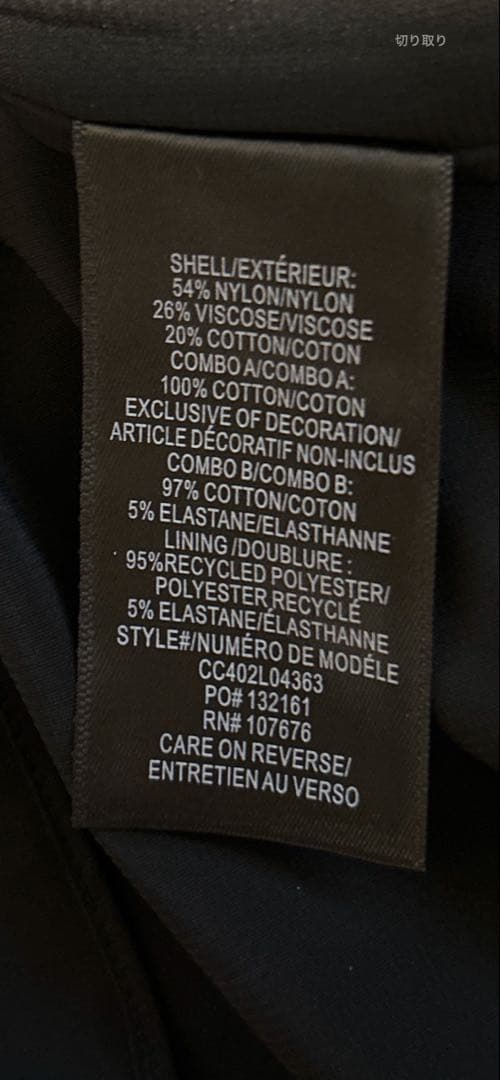 切り取り
SHELL/EXTÉRIEUR:
54% NYLON/NYLON
26% VISCOSE/VISCOSE
20% COTTON/COTON
COMBO A/COMBO A:
100% COTTON/COTON
EXCLUSIVE OF DECORATION/
ARTICLE DÉCORATIF NON-INCLUS
COMBO B/COMBO B:
97% COTTON/COTON
5% ELASTANE/ELASTHANNE
LINING /DOUBLURE :
95%RECYCLED POLYESTER/
POLYESTER RECYCLÉ
5% ELASTANE/ÉLASTHANNE
STYLE#/NUMÉRO DE MODÉLE
CC402L04363
PO# 132161
RN# 107676
CARE ON REVERSE/
ENTRETIEN AU VERSO